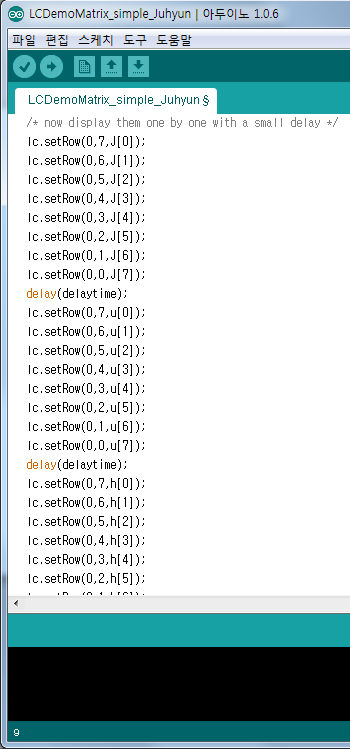 LCDemoMatrix_simple_Juhyun | 아두이노 1.0.6
파일 편집 스케치 도구 도움말
LCDemoMatrix_simple_Juhyun §
/* now display them one by one with a small delay */
lc.setRow(0,7,J[0]);
lc.setRow(0,6,J[1]);
lc.setRow(0,5,J[2]);
lc.setRow(0,4,J[3]);
lc.setRow(0,3,J[4]);
lc.setRow(0,2,J[5]);
lc.setRow(0,1,J[6]);
lc.setRow(0,0,J[7]);
delay(delaytime);
lc.setRow(0,7,u[0]);
lc.setRow(0,6,u[1]);
lc.setRow(0,5,u[2]);
lc.setRow(0,4,u[3]);
lc.setRow(0,3,u[4]);
lc.setRow(0,2,u[5]);
lc.setRow(0,1,u[6]);
lc.setRow(0,0,u[7]);
delay(delaytime);
lc.setRow(0,7,h[0]);
lc.setRow(0,6,h[1]);
lc.setRow(0,5,h[2]);
lc.setRow(0,4,h[3]);
lc.setRow(0,3,h[4]);
lc.setRow(0,2,h[5]);
9